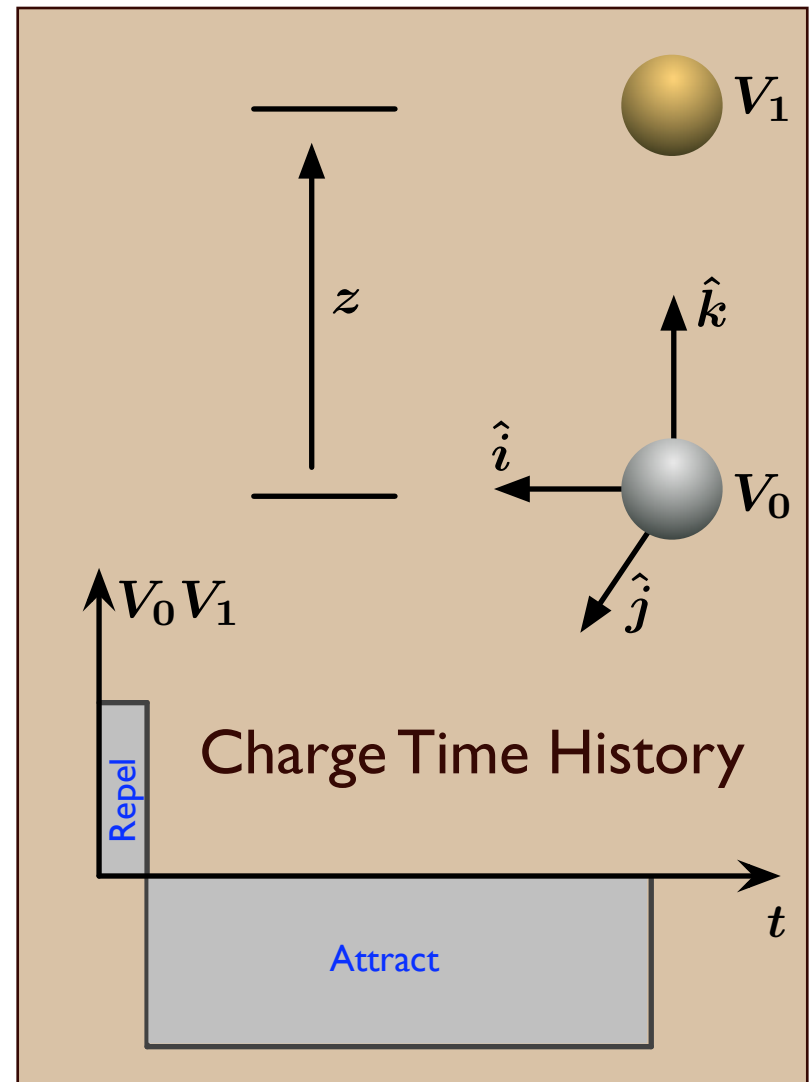 V₁
z
k̂
î
V₀
ĵ
V₀V₁
Charge Time History
Repel
t
Attract